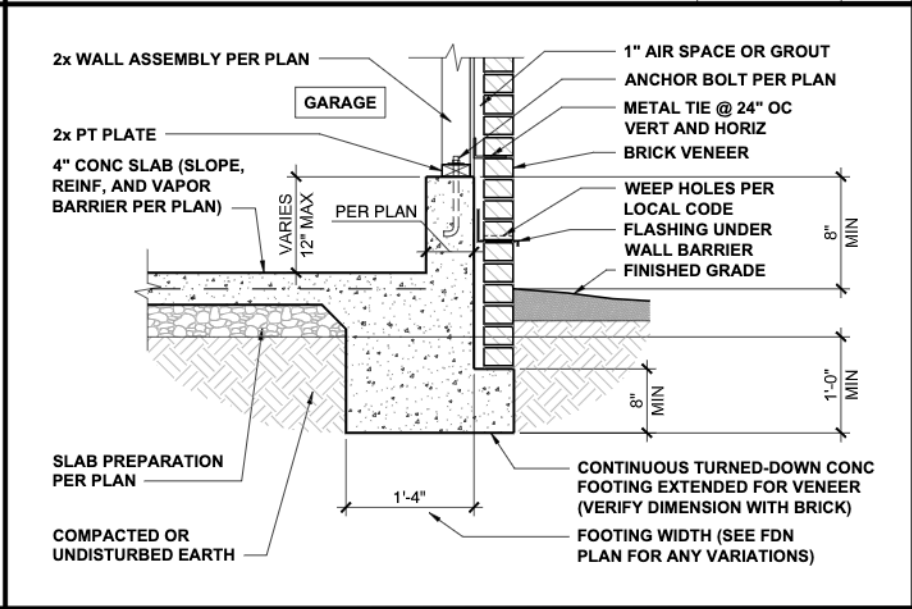 2x WALL ASSEMBLY PER PLAN
GARAGE
2x PT PLATE
4" CONC SLAB (SLOPE,
REINF, AND VAPOR
BARRIER PER PLAN)
VARIES
12" MAX
PER PLAN
1" AIR SPACE OR GROUT
ANCHOR BOLT PER PLAN
METAL TIE @ 24" OC
VERT AND HORIZ
BRICK VENEER
WEEP HOLES PER
LOCAL CODE
FLASHING UNDER
WALL BARRIER
FINISHED GRADE
8"
MIN
8"
MIN
1'-0"
MIN
SLAB PREPARATION
PER PLAN
COMPACTED OR
UNDISTURBED EARTH
1'-4"
CONTINUOUS TURNED-DOWN CONC
FOOTING EXTENDED FOR VENEER
(VERIFY DIMENSION WITH BRICK)
FOOTING WIDTH (SEE FDN
PLAN FOR ANY VARIATIONS)